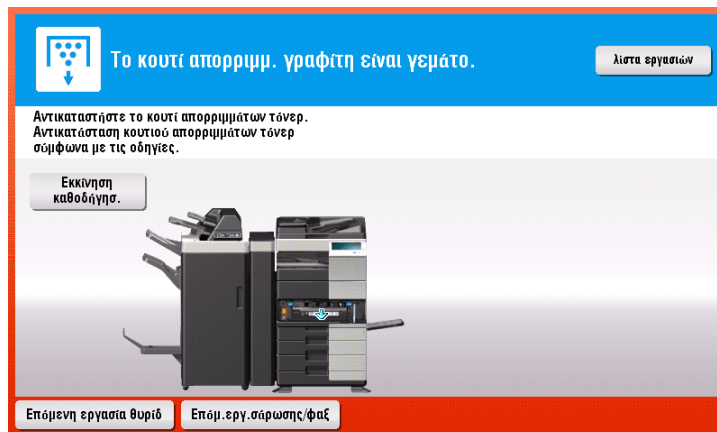 Το κουτί απορριμμ. γραφίτη είναι γεμάτο.
λίστα εργασιών
Αντικαταστήστε το κουτί απορριμμάτων τόνερ.
Αντικατάσταση κουτιού απορριμμάτων τόνερ
σύμφωνα με τις οδηγίες.
Εκκίνηση
καθοδήγησ.
Επόμενη εργασία θυρίδ
Επόμ.εργ.σάρωσης/φαξ